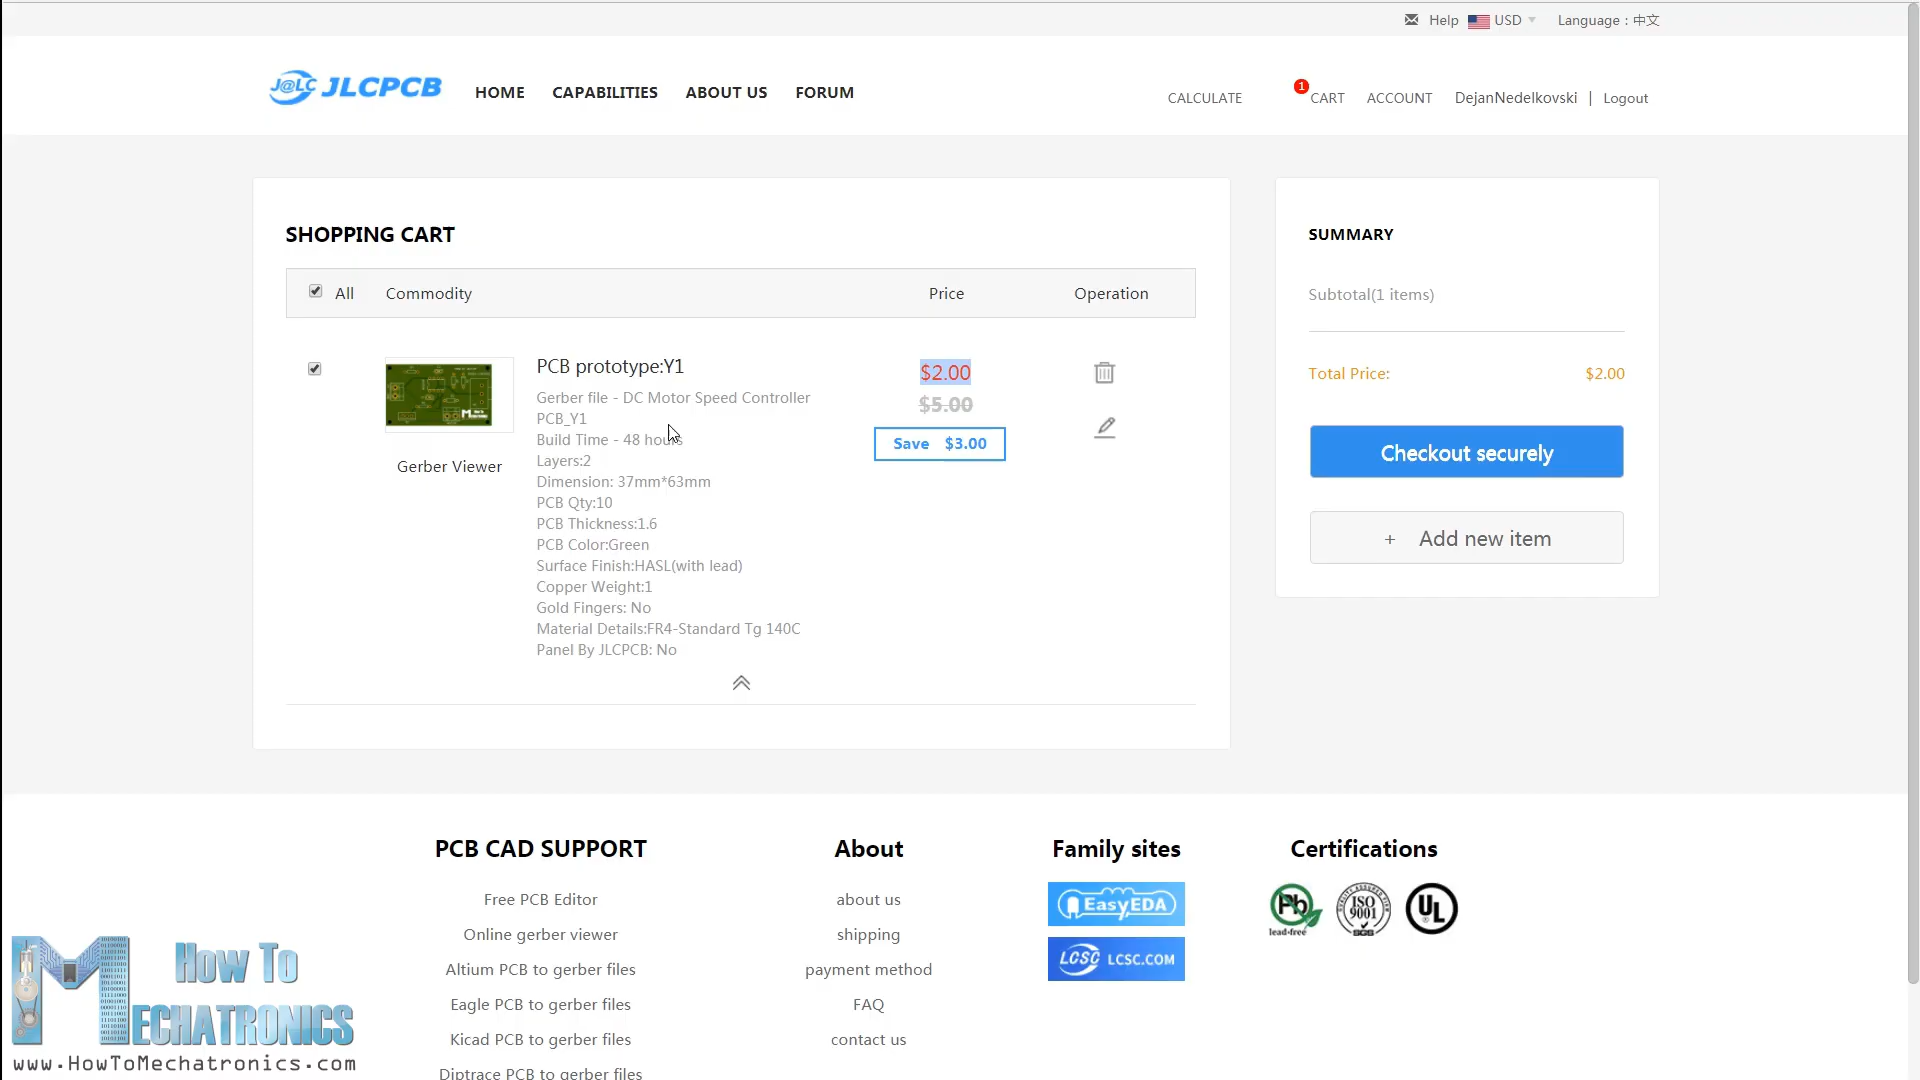 Help USD Language : 中文
J@LC JLCPCB HOME CAPABILITIES ABOUT US FORUM
CALCULATE 1 CART ACCOUNT DejanNedelkovski | Logout
SHOPPING CART
All Commodity Price Operation
PCB prototype:Y1
Gerber file - DC Motor Speed Controller
PCB_Y1
Build Time - 48 hours
Layers:2
Dimension: 37mm*63mm
PCB Qty:10
PCB Thickness:1.6
PCB Color:Green
Surface Finish:HASL(with lead)
Copper Weight:1
Gold Fingers: No
Material Details:FR4-Standard Tg 140C
Panel By JLCPCB: No
Gerber Viewer
$2.00
$5.00
Save $3.00
SUMMARY
Subtotal(1 items)
Total Price: $2.00
Checkout securely
+ Add new item
PCB CAD SUPPORT
Free PCB Editor
Online gerber viewer
Altium PCB to gerber files
Eagle PCB to gerber files
Kicad PCB to gerber files
Diptrace PCB to gerber files
About
about us
shipping
payment method
FAQ
contact us
Family sites
EasyEDA
LCSC LCSC.COM
Certifications
Pb
lead-free
ISO
9001
SGS
UL
How To
MECHATRONICS
www.HowToMechatronics.com